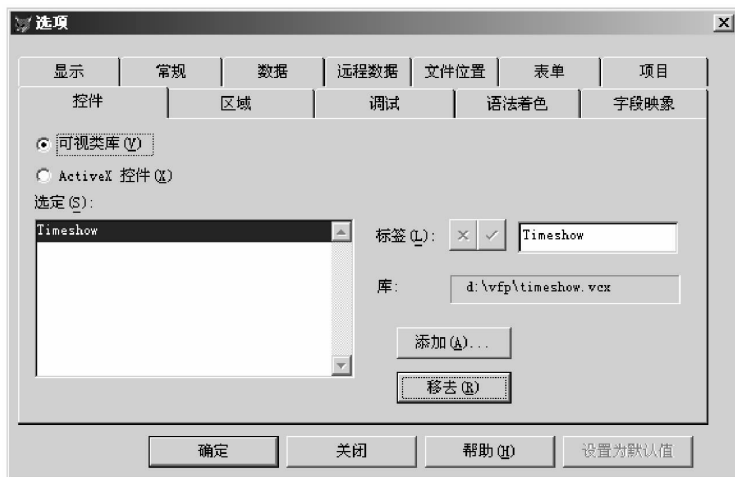 选项
显示 常规 数据 远程数据 文件位置 表单 项目
控件 区域 调试 语法着色 字段映象
可视类库(V)
ActiveX 控件(X)
选定(S):
Timeshow
标签(L): Timeshow
库: d:\vfp\timeshow.vcx
添加(A)...
移去(R)
确定 关闭 帮助(H) 设置为默认值